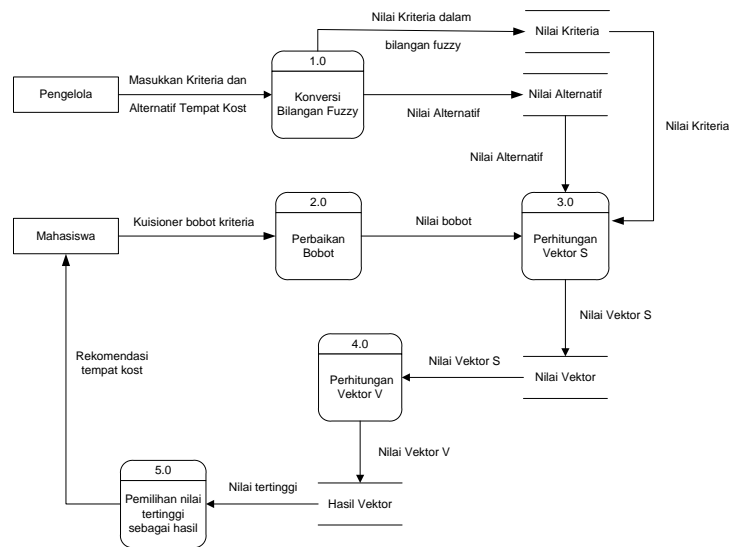 Nilai Kriteria dalam
bilangan fuzzy
Nilai Kriteria
1.0
Konversi
Bilangan Fuzzy
Pengelola
Masukkan Kriteria dan
Alternatif Tempat Kost
Nilai Alternatif
Nilai Alternatif
Nilai Alternatif
Nilai Kriteria
Mahasiswa
Kuisioner bobot kriteria
2.0
Perbaikan
Bobot
Nilai bobot
3.0
Perhitungan
Vektor S
Nilai Vektor S
Nilai Vektor
Nilai Vektor S
4.0
Perhitungan
Vektor V
Nilai Vektor V
Hasil Vektor
Nilai tertinggi
5.0
Pemilihan nilai
tertinggi
sebagai hasil
Rekomendasi
tempat kost